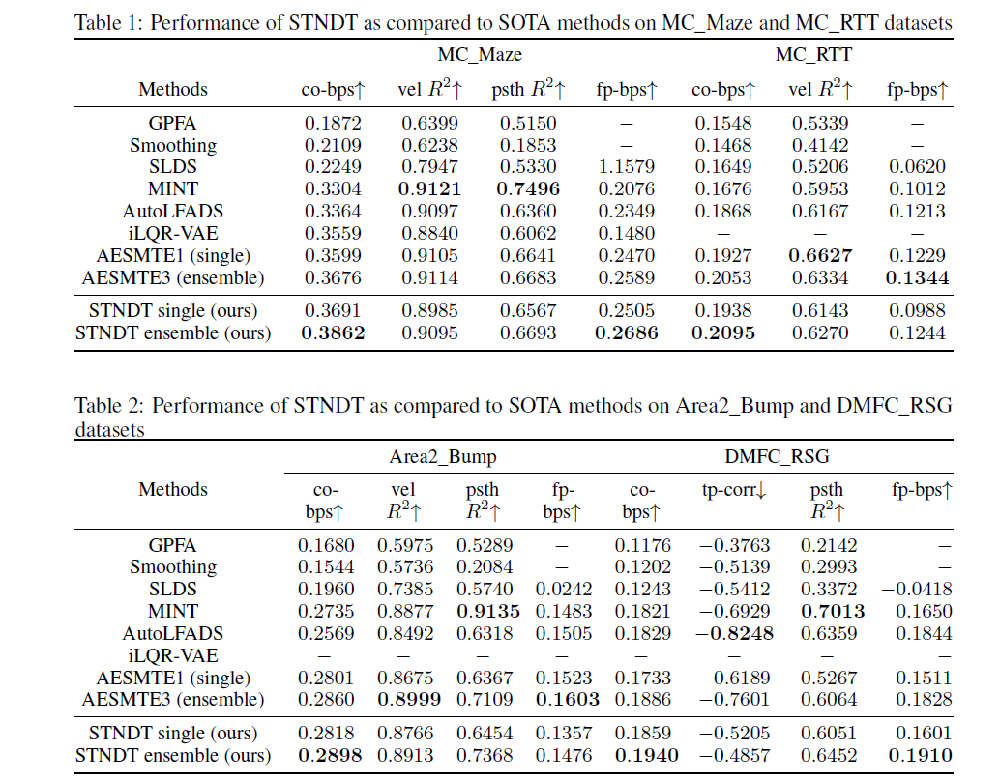 Table 1: Performance of STNDT as compared to SOTA methods on MC_Maze and MC_RTT datasets
MC_Maze MC_RTT
Methods co-bps↑ vel R²↑ psth R²↑ fp-bps↑ co-bps↑ vel R²↑ fp-bps↑
GPFA 0.1872 0.6399 0.5150 − 0.1548 0.5339 −
Smoothing 0.2109 0.6238 0.1853 − 0.1468 0.4142 −
SLDS 0.2249 0.7947 0.5330 1.1579 0.1649 0.5206 0.0620
MINT 0.3304 0.9121 0.7496 0.2076 0.1676 0.5953 0.1012
AutoLFADS 0.3364 0.9097 0.6360 0.2349 0.1868 0.6167 0.1213
iLQR-VAE 0.3559 0.8840 0.6062 0.1480 − − −
AESMTE1 (single) 0.3599 0.9105 0.6641 0.2470 0.1927 0.6627 0.1229
AESMTE3 (ensemble) 0.3676 0.9114 0.6683 0.2589 0.2053 0.6334 0.1344
STNDT single (ours) 0.3691 0.8985 0.6567 0.2505 0.1938 0.6143 0.0988
STNDT ensemble (ours) 0.3862 0.9095 0.6693 0.2686 0.2095 0.6270 0.1244
Table 2: Performance of STNDT as compared to SOTA methods on Area2_Bump and DMFC_RSG
datasets
Area2_Bump DMFC_RSG
Methods co- vel psth fp- co- tp-corr↓ psth fp-bps↑
bps↑ R²↑ R²↑ bps↑ bps↑ R²↑
GPFA 0.1680 0.5975 0.5289 − 0.1176 −0.3763 0.2142 −
Smoothing 0.1544 0.5736 0.2084 − 0.1202 −0.5139 0.2993 −
SLDS 0.1960 0.7385 0.5740 0.0242 0.1243 −0.5412 0.3372 −0.0418
MINT 0.2735 0.8877 0.9135 0.1483 0.1821 −0.6929 0.7013 0.1650
AutoLFADS 0.2569 0.8492 0.6318 0.1505 0.1829 −0.8248 0.6359 0.1844
iLQR-VAE − − − − − − − −
AESMTE1 (single) 0.2801 0.8675 0.6367 0.1523 0.1733 −0.6189 0.5267 0.1511
AESMTE3 (ensemble) 0.2860 0.8999 0.7109 0.1603 0.1886 −0.7601 0.6064 0.1828
STNDT single (ours) 0.2818 0.8766 0.6454 0.1357 0.1859 −0.5205 0.6051 0.1601
STNDT ensemble (ours) 0.2898 0.8913 0.7368 0.1476 0.1940 −0.4857 0.6452 0.1910